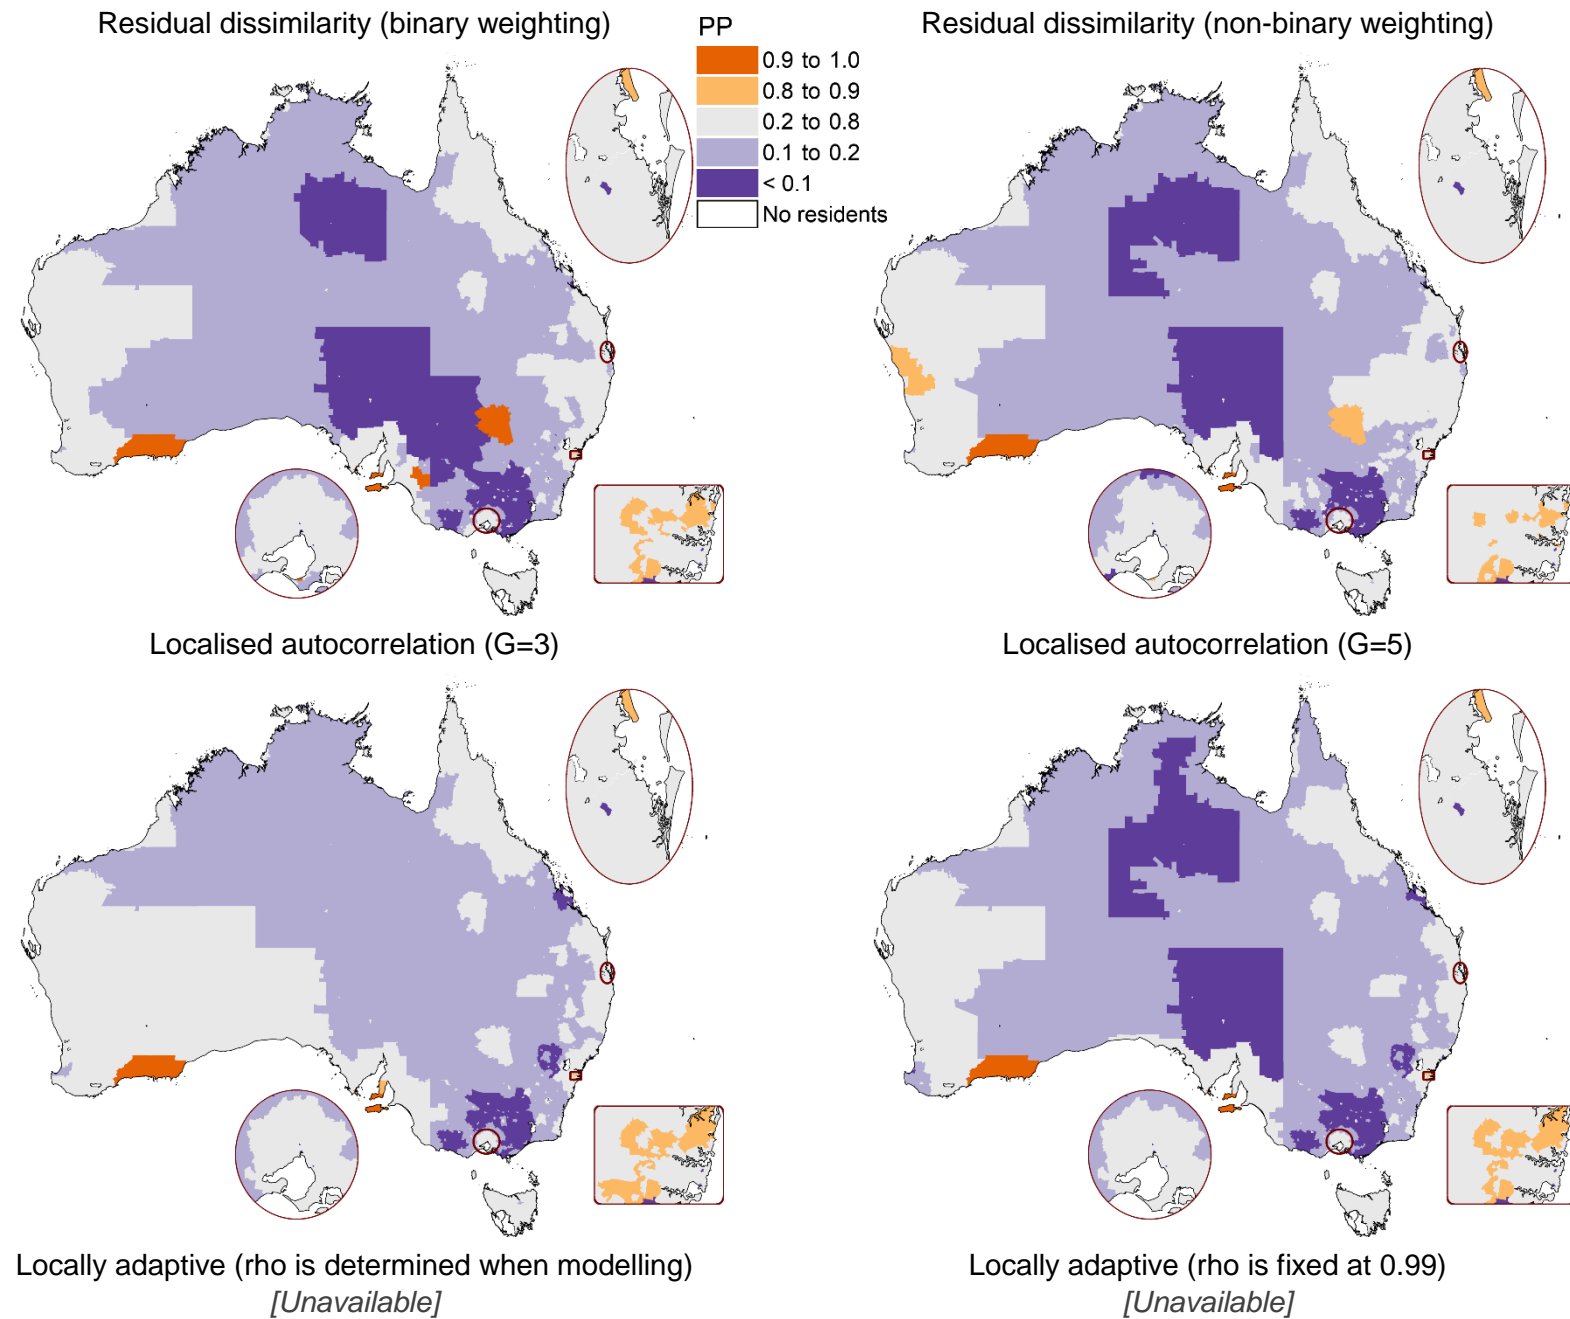 Residual dissimilarity (binary weighting)
PP
Residual dissimilarity (non-binary weighting)
0.9 to 1.0
0.8 to 0.9
0.2 to 0.8
0.1 to 0.2
< 0.1
No residents
Localised autocorrelation (G=3)
Localised autocorrelation (G=5)
Locally adaptive (rho is determined when modelling)
[Unavailable]
Locally adaptive (rho is fixed at 0.99)
[Unavailable]